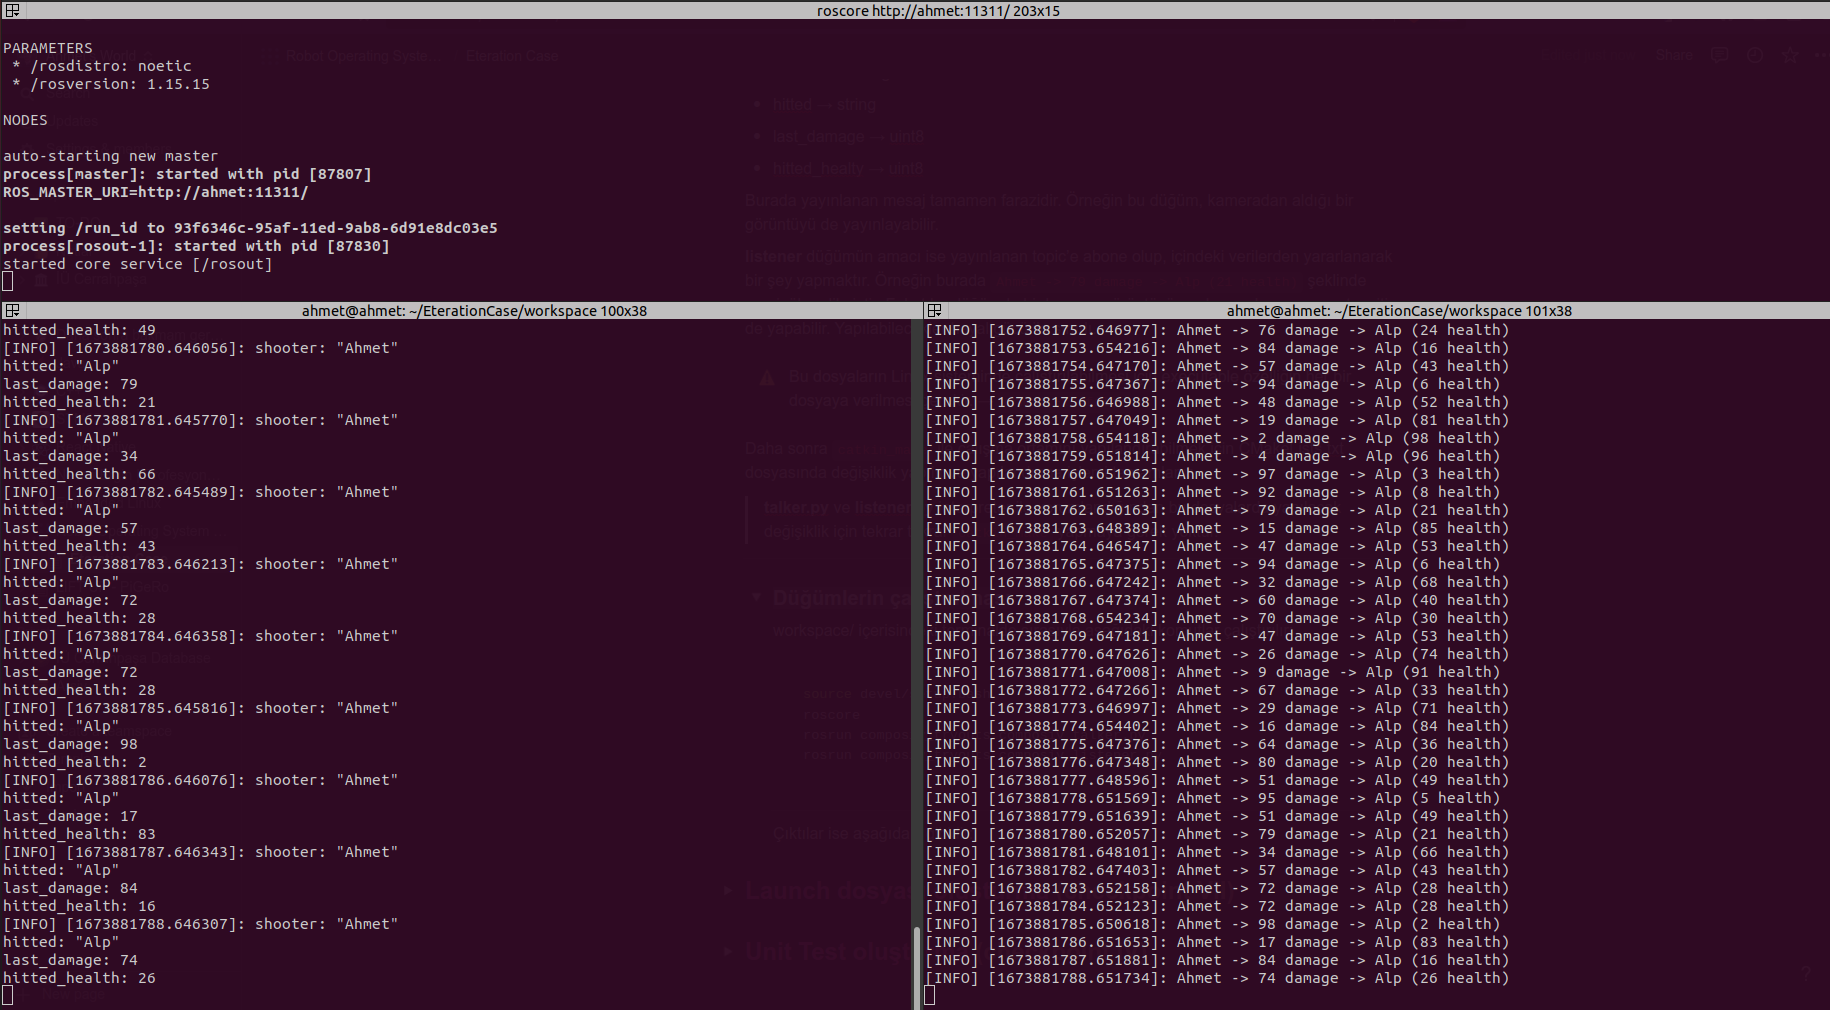 roscore http://ahmet:11311/ 203x15
PARAMETERS
 * /rosdistro: noetic
 * /rosversion: 1.15.15
NODES
auto-starting new master
process[master]: started with pid [87807]
ROS_MASTER_URI=http://ahmet:11311/
setting /run_id to 93f6346c-95af-11ed-9ab8-6d91e8dc03e5
process[rosout-1]: started with pid [87830]
started core service [/rosout]
ahmet@ahmet: ~/EterationCase/workspace 100x38
hitted_health: 49
[INFO] [1673881780.646056]: shooter: "Ahmet"
hitted: "Alp"
last_damage: 79
hitted_health: 21
[INFO] [1673881781.645770]: shooter: "Ahmet"
hitted: "Alp"
last_damage: 34
hitted_health: 66
[INFO] [1673881782.645489]: shooter: "Ahmet"
hitted: "Alp"
last_damage: 57
hitted_health: 43
[INFO] [1673881783.646213]: shooter: "Ahmet"
hitted: "Alp"
last_damage: 72
hitted_health: 28
[INFO] [1673881784.646358]: shooter: "Ahmet"
hitted: "Alp"
last_damage: 72
hitted_health: 28
[INFO] [1673881785.645816]: shooter: "Ahmet"
hitted: "Alp"
last_damage: 98
hitted_health: 2
[INFO] [1673881786.646076]: shooter: "Ahmet"
hitted: "Alp"
last_damage: 17
hitted_health: 83
[INFO] [1673881787.646343]: shooter: "Ahmet"
hitted: "Alp"
last_damage: 84
hitted_health: 16
[INFO] [1673881788.646307]: shooter: "Ahmet"
hitted: "Alp"
last_damage: 74
hitted_health: 26
ahmet@ahmet: ~/EterationCase/workspace 101x38
[INFO] [1673881752.646977]: Ahmet -> 76 damage -> Alp (24 health)
[INFO] [1673881753.654216]: Ahmet -> 84 damage -> Alp (16 health)
[INFO] [1673881754.647170]: Ahmet -> 57 damage -> Alp (43 health)
[INFO] [1673881755.647367]: Ahmet -> 94 damage -> Alp (6 health)
[INFO] [1673881756.646988]: Ahmet -> 48 damage -> Alp (52 health)
[INFO] [1673881757.647049]: Ahmet -> 19 damage -> Alp (81 health)
[INFO] [1673881758.654118]: Ahmet -> 2 damage -> Alp (98 health)
[INFO] [1673881759.651814]: Ahmet -> 4 damage -> Alp (96 health)
[INFO] [1673881760.651962]: Ahmet -> 97 damage -> Alp (3 health)
[INFO] [1673881761.651263]: Ahmet -> 92 damage -> Alp (8 health)
[INFO] [1673881762.650163]: Ahmet -> 79 damage -> Alp (21 health)
[INFO] [1673881763.648389]: Ahmet -> 15 damage -> Alp (85 health)
[INFO] [1673881764.646547]: Ahmet -> 47 damage -> Alp (53 health)
[INFO] [1673881765.647375]: Ahmet -> 94 damage -> Alp (6 health)
[INFO] [1673881766.647242]: Ahmet -> 32 damage -> Alp (68 health)
[INFO] [1673881767.647374]: Ahmet -> 60 damage -> Alp (40 health)
[INFO] [1673881768.654234]: Ahmet -> 70 damage -> Alp (30 health)
[INFO] [1673881769.647181]: Ahmet -> 47 damage -> Alp (53 health)
[INFO] [1673881770.647626]: Ahmet -> 26 damage -> Alp (74 health)
[INFO] [1673881771.647008]: Ahmet -> 9 damage -> Alp (91 health)
[INFO] [1673881772.647266]: Ahmet -> 67 damage -> Alp (33 health)
[INFO] [1673881773.646997]: Ahmet -> 29 damage -> Alp (71 health)
[INFO] [1673881774.654402]: Ahmet -> 16 damage -> Alp (84 health)
[INFO] [1673881775.647376]: Ahmet -> 64 damage -> Alp (36 health)
[INFO] [1673881776.647348]: Ahmet -> 80 damage -> Alp (20 health)
[INFO] [1673881777.648596]: Ahmet -> 51 damage -> Alp (49 health)
[INFO] [1673881778.651569]: Ahmet -> 95 damage -> Alp (5 health)
[INFO] [1673881779.651639]: Ahmet -> 51 damage -> Alp (49 health)
[INFO] [1673881780.652057]: Ahmet -> 79 damage -> Alp (21 health)
[INFO] [1673881781.648101]: Ahmet -> 34 damage -> Alp (66 health)
[INFO] [1673881782.647403]: Ahmet -> 57 damage -> Alp (43 health)
[INFO] [1673881783.652158]: Ahmet -> 72 damage -> Alp (28 health)
[INFO] [1673881784.652123]: Ahmet -> 72 damage -> Alp (28 health)
[INFO] [1673881785.650618]: Ahmet -> 98 damage -> Alp (2 health)
[INFO] [1673881786.651653]: Ahmet -> 17 damage -> Alp (83 health)
[INFO] [1673881787.651881]: Ahmet -> 84 damage -> Alp (16 health)
[INFO] [1673881788.651734]: Ahmet -> 74 damage -> Alp (26 health)